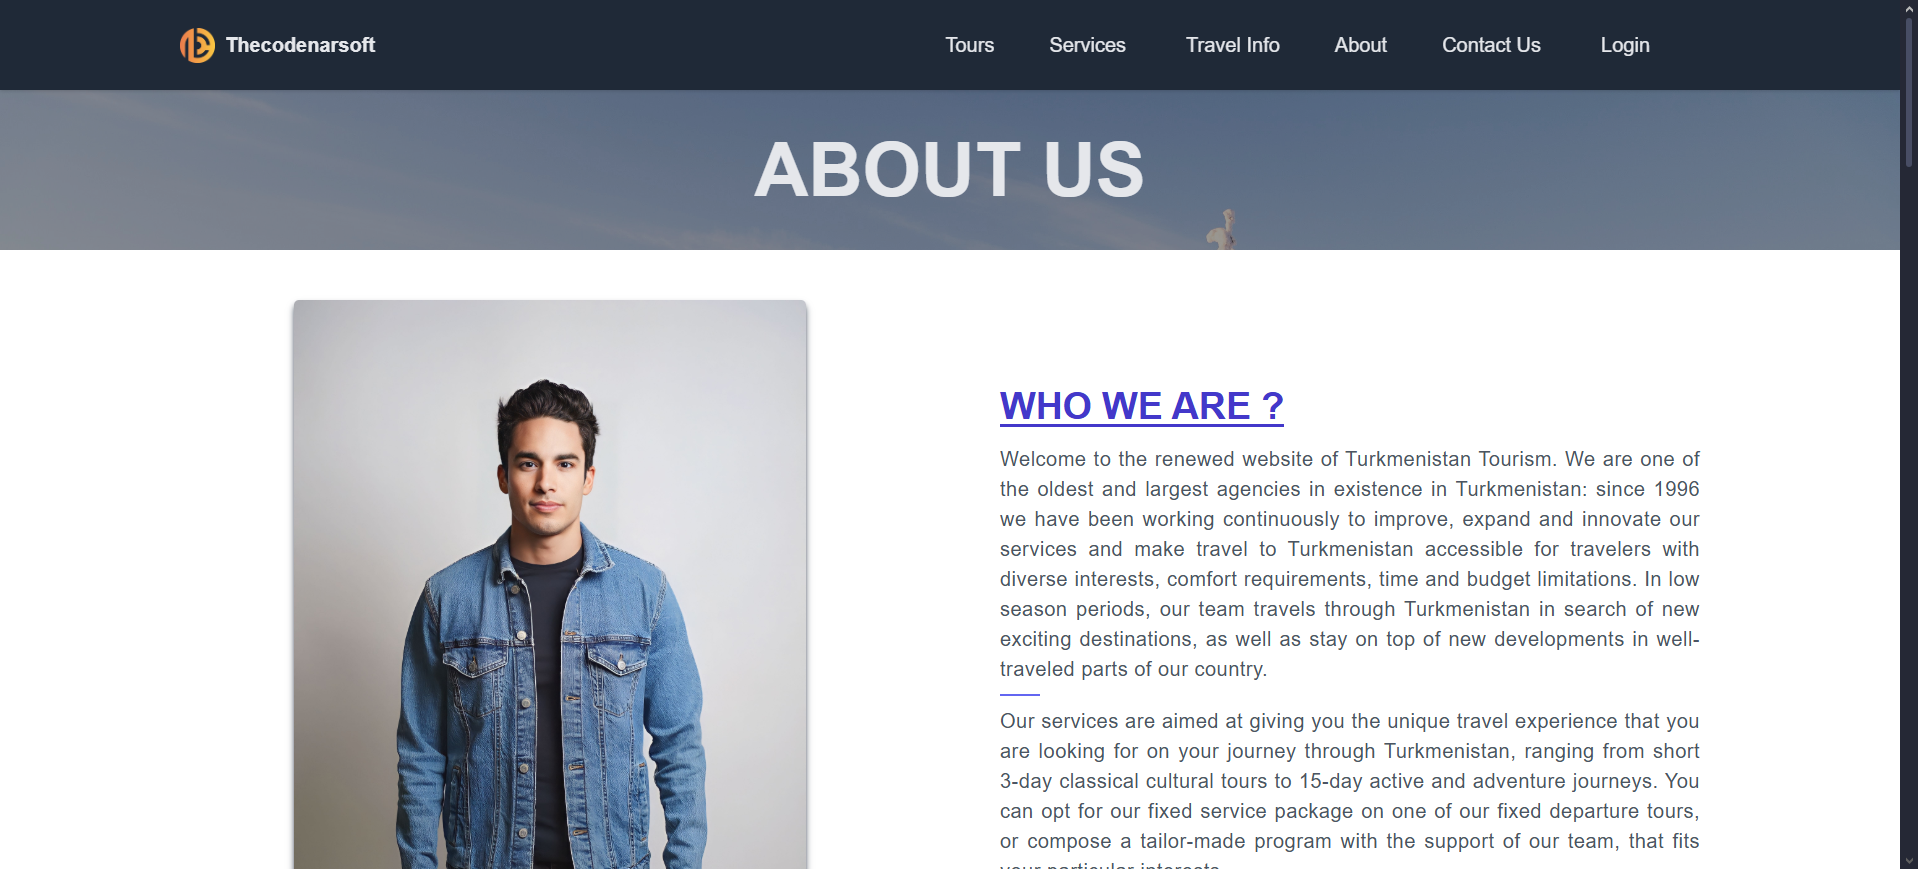 Thecodenarsoft
Tours Services Travel Info About Contact Us Login
ABOUT US
WHO WE ARE ?
Welcome to the renewed website of Turkmenistan Tourism. We are one of
the oldest and largest agencies in existence in Turkmenistan: since 1996
we have been working continuously to improve, expand and innovate our
services and make travel to Turkmenistan accessible for travelers with
diverse interests, comfort requirements, time and budget limitations. In low
season periods, our team travels through Turkmenistan in search of new
exciting destinations, as well as stay on top of new developments in well-
traveled parts of our country.
Our services are aimed at giving you the unique travel experience that you
are looking for on your journey through Turkmenistan, ranging from short
3-day classical cultural tours to 15-day active and adventure journeys. You
can opt for our fixed service package on one of our fixed departure tours,
or compose a tailor-made program with the support of our team, that fits
your particular interests